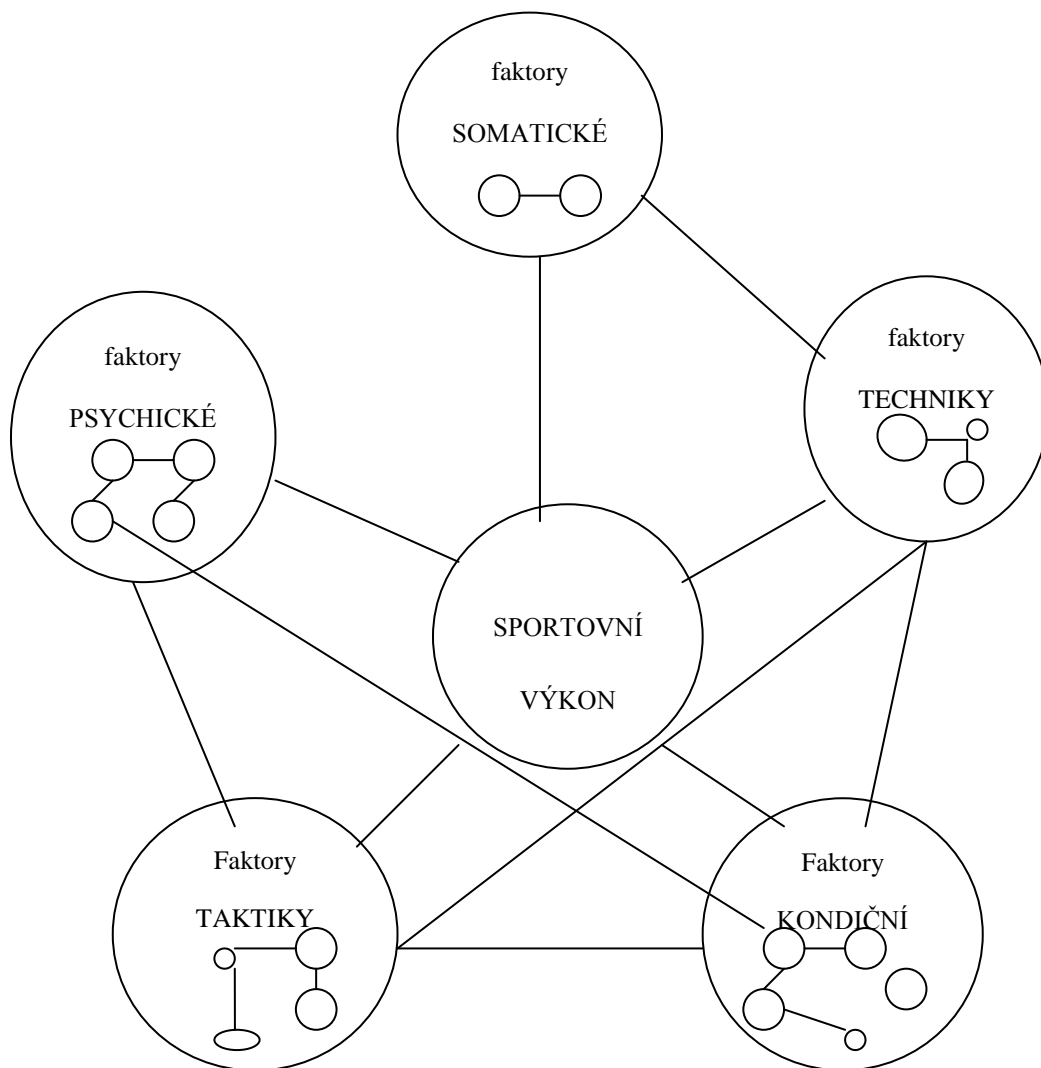 faktory
SOMATICKÉ
faktory
PSYCHICKÉ
faktory
TECHNIKY
SPORTOVNÍ
VÝKON
Faktory
TAKTIKY
Faktory
KONDIČNÍ